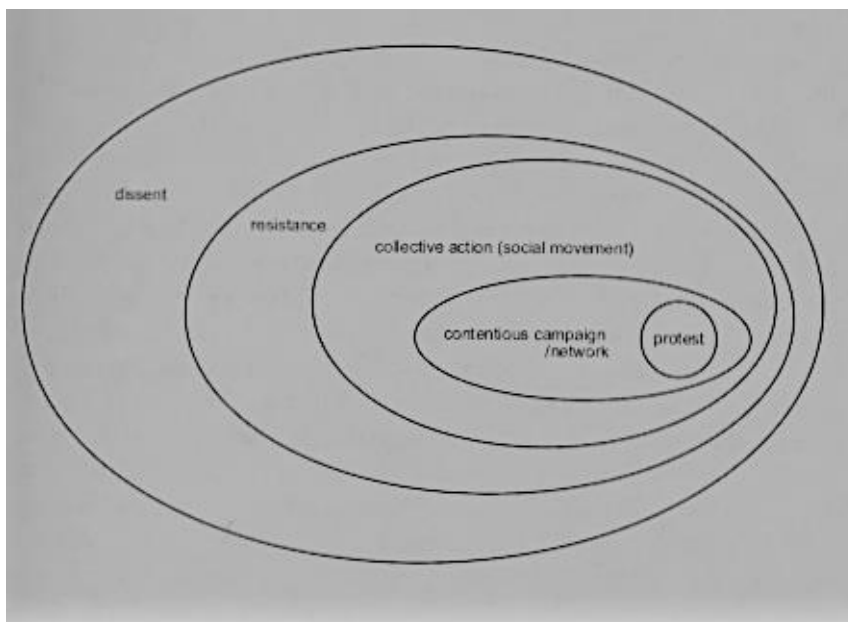 dissent
resistance
collective action (social movement)
contentious campaign
/network
protest